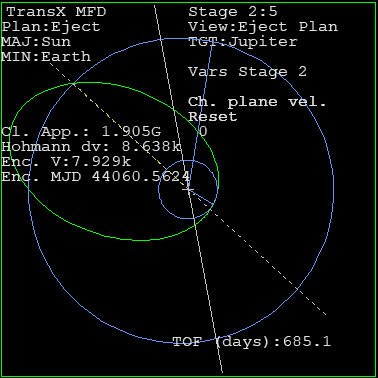 TransX MFD
Stage 2:5
Plan:Eject
View:Eject Plan
MAJ:Sun
TGT:Jupiter
MIN:Earth
Vars Stage 2
Ch. plane vel.
Reset
Cl. App.: 1.905G 0
Hohmann dv: 8.638k
Enc. V:7.929k
Enc. MJD 44060.5624
TOF (days):685.1